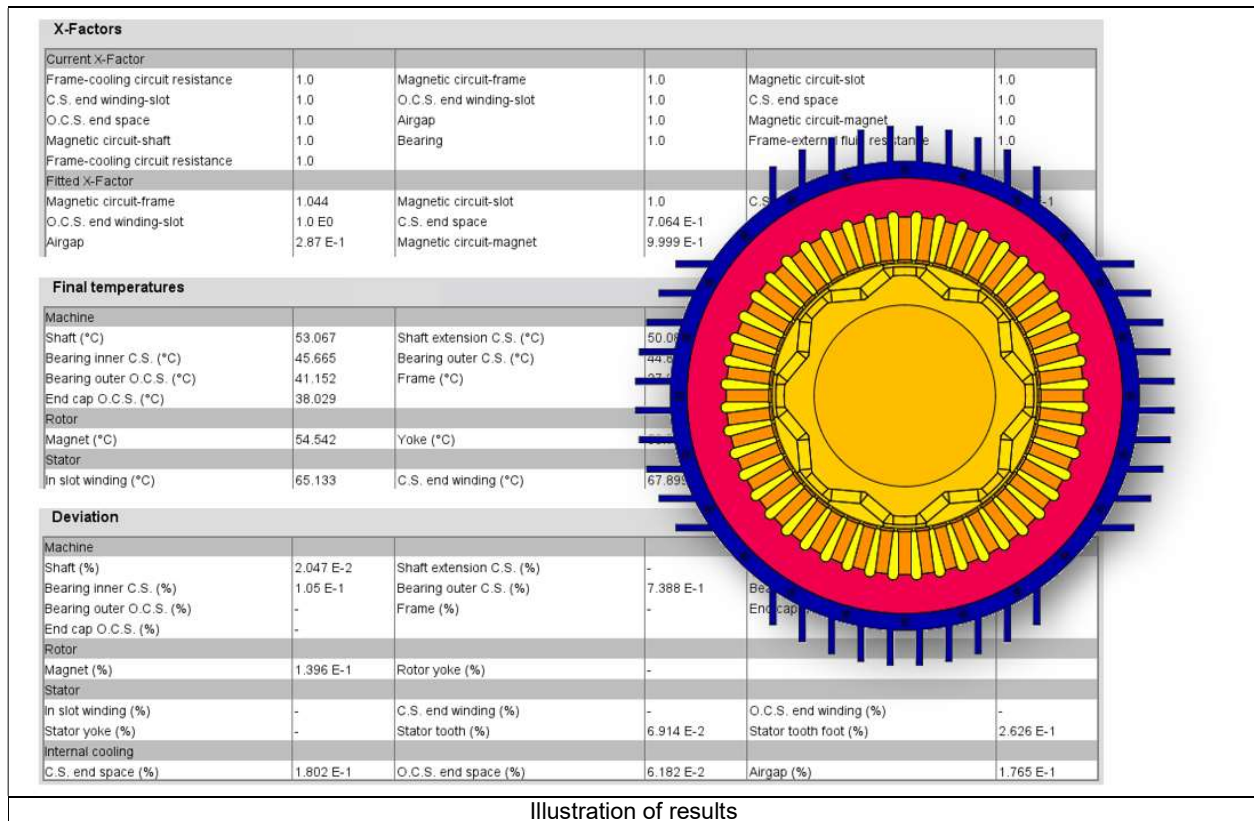 X-Factors
Current X-Factor
Frame-cooling circuit resistance 1.0 Magnetic circuit-frame 1.0 Magnetic circuit-slot 1.0
C.S. end winding-slot 1.0 O.C.S. end winding-slot 1.0 C.S. end space 1.0
O.C.S. end space 1.0 Airgap 1.0 Magnetic circuit-magnet 1.0
Magnetic circuit-shaft 1.0 Bearing 1.0 Frame-external fluid resistance 1.0
Frame-cooling circuit resistance 1.0
Fitted X-Factor
Magnetic circuit-frame 1.044 Magnetic circuit-slot 1.0
O.C.S. end winding-slot 1.0 E0 C.S. end space 7.064 E-1
Airgap 2.87 E-1 Magnetic circuit-magnet 9.999 E-1
Final temperatures
Machine
Shaft (°C) 53.067 Shaft extension C.S. (°C)
Bearing inner C.S. (°C) 45.665 Bearing outer C.S. (°C)
Bearing outer O.C.S. (°C) 41.152 Frame (°C)
End cap O.C.S. (°C) 38.029
Rotor
Magnet (°C) 54.542 Yoke (°C)
Stator
In slot winding (°C) 65.133 C.S. end winding (°C) 67.899
Deviation
Machine
Shaft (%) 2.047 E-2 Shaft extension C.S. (%) -
Bearing inner C.S. (%) 1.05 E-1 Bearing outer C.S. (%) 7.388 E-1
Bearing outer O.C.S. (%) - Frame (%) - End cap
End cap O.C.S. (%) -
Rotor
Magnet (%) 1.396 E-1 Rotor yoke (%) -
Stator
In slot winding (%) - C.S. end winding (%) - O.C.S. end winding (%) -
Stator yoke (%) - Stator tooth (%) 6.914 E-2 Stator tooth foot (%) 2.626 E-1
Internal cooling
C.S. end space (%) 1.802 E-1 O.C.S. end space (%) 6.182 E-2 Airgap (%) 1.765 E-1
Illustration of results